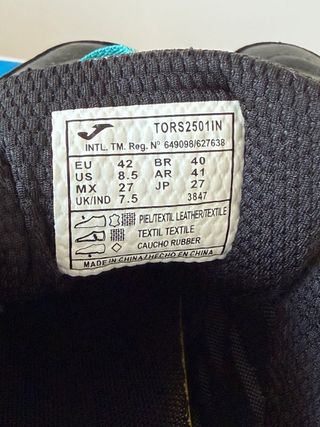 TORS2501IN
INTL. TM. Reg. Nº 649098/627638
EU 42 BR 40
US 8.5 AR 41
MX 27 JP 27
UK/IND 7.5 3847
PIEL/TEXTIL LEATHER/TEXTILE
TEXTIL TEXTILE
CAUCHO RUBBER
MADE IN CHINA/HECHO EN CHINA